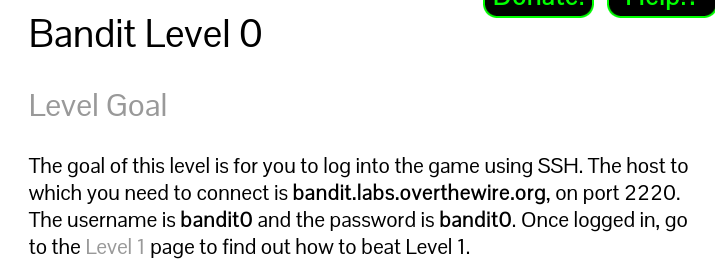 Donate!
Help!?
Bandit Level 0
Level Goal
The goal of this level is for you to log into the game using SSH. The host to
which you need to connect is bandit.labs.overthewire.org, on port 2220.
The username is bandit0 and the password is bandit0. Once logged in, go
to the Level 1 page to find out how to beat Level 1.